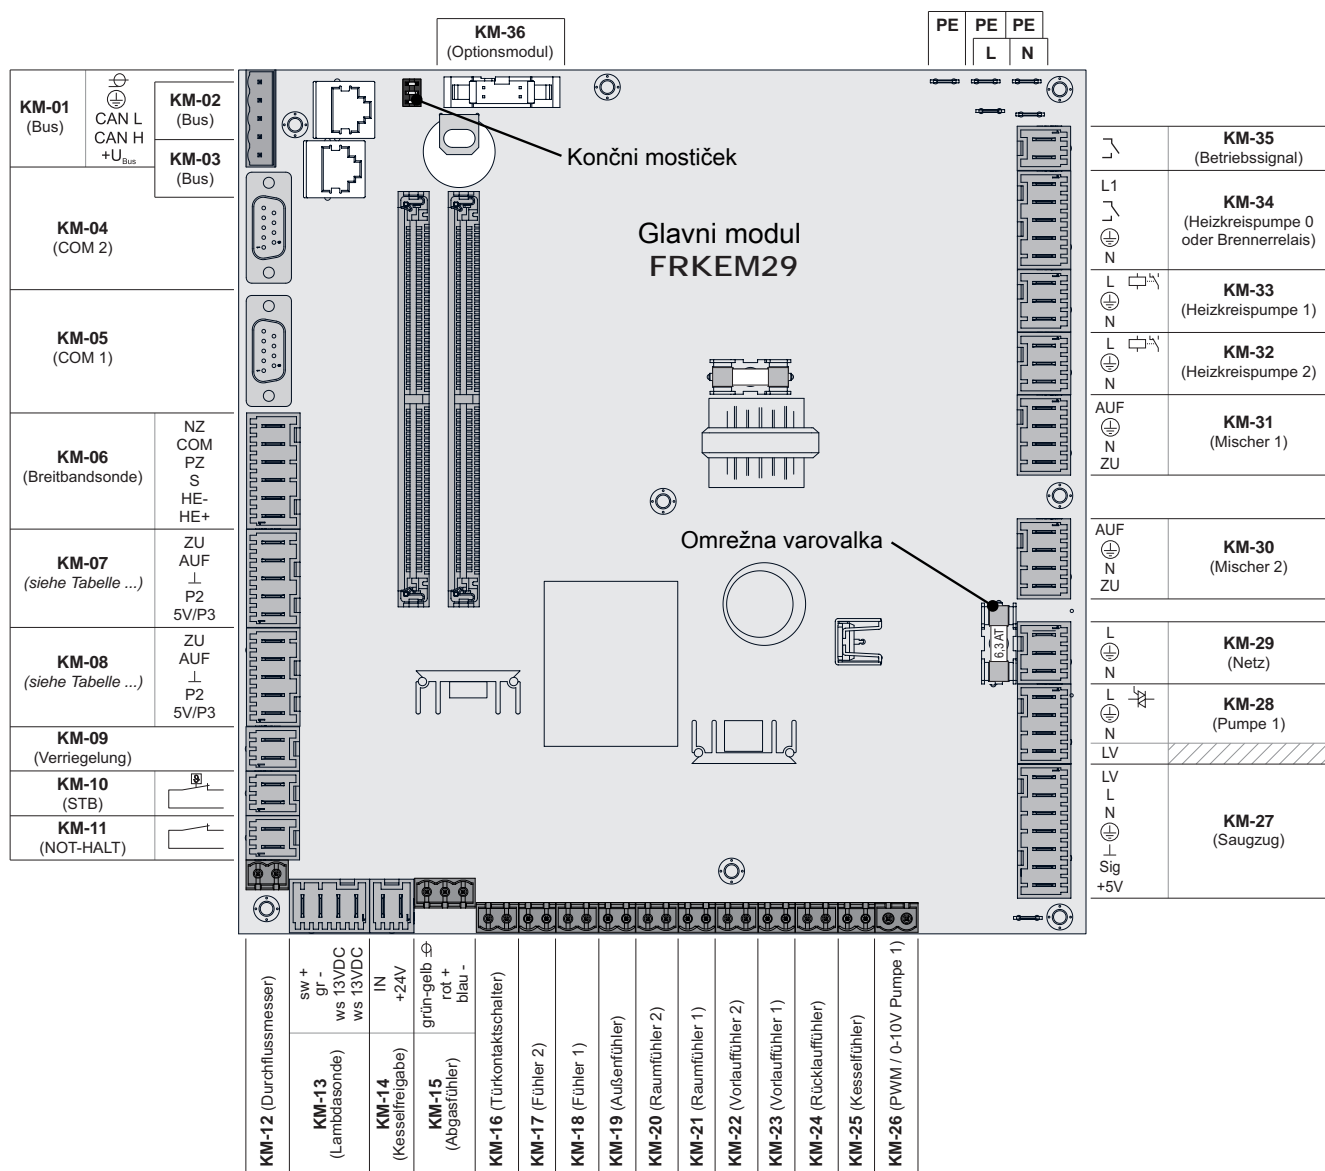 KM-36
(Optionsmodul)
PE PE PE
L N
KM-01
(Bus)
CAN L
CAN H
+U Bus
KM-02
(Bus)
KM-03
(Bus)
KM-04
(COM 2)
KM-05
(COM 1)
KM-06
(Breitbandsonde)
NZ
COM
PZ
S
HE-
HE+
KM-07
(siehe Tabelle ...)
ZU
AUF
⊥
P2
5V/P3
KM-08
(siehe Tabelle ...)
ZU
AUF
⊥
P2
5V/P3
KM-09
(Verriegelung)
KM-10
(STB)
KM-11
(NOT-HALT)
Končni mostiček
Glavni modul
FRKEM29
Omrežna varovalka
6,3 AT
KM-35
(Betriebssignal)
L1
N
KM-34
(Heizkreispumpe 0
oder Brennerrelais)
L
N
KM-33
(Heizkreispumpe 1)
L
N
KM-32
(Heizkreispumpe 2)
AUF
N
ZU
KM-31
(Mischer 1)
AUF
N
ZU
KM-30
(Mischer 2)
L
N
KM-29
(Netz)
L
N
LV
KM-28
(Pumpe 1)
LV
L
N
⊥
Sig
+5V
KM-27
(Saugzug)
KM-12 (Durchflussmesser)
sw +
gr -
ws 13VDC
ws 13VDC
KM-13
(Lambdasonde)
IN
+24V
KM-14
(Kesselfreigabe)
grün-gelb
rot +
blau -
KM-15
(Abgasfühler)
KM-16 (Türkontaktschalter)
KM-17 (Fühler 2)
KM-18 (Fühler 1)
KM-19 (Außenfühler)
KM-20 (Raumfühler 2)
KM-21 (Raumfühler 1)
KM-22 (Vorlauffühler 2)
KM-23 (Vorlauffühler 1)
KM-24 (Rücklauffühler)
KM-25 (Kesselfühler)
KM-26 (PWM / 0-10V Pumpe 1)